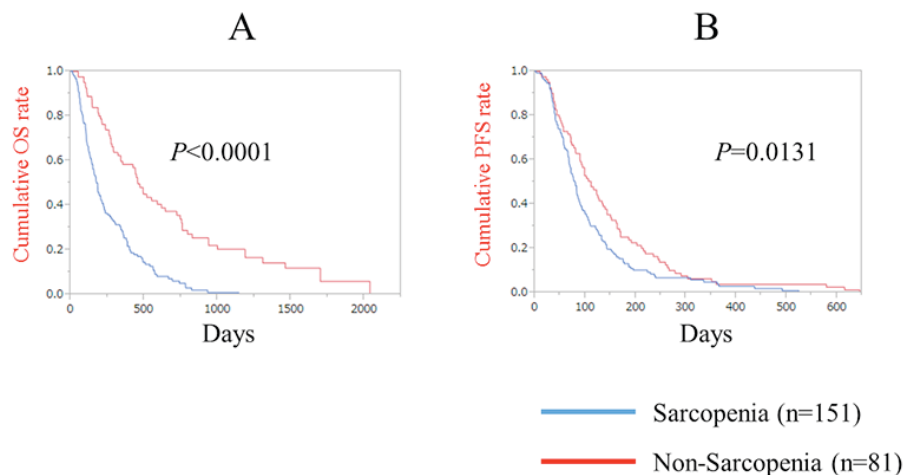 A
Cumulative OS rate
1.0
0.8
0.6
0.4
0.2
0.0
P<0.0001
0 500 1000 1500 2000
Days
B
Cumulative PFS rate
1.0
0.8
0.6
0.4
0.2
0.0
P=0.0131
0 100 200 300 400 500 600
Days
Sarcopenia (n=151)
Non-Sarcopenia (n=81)